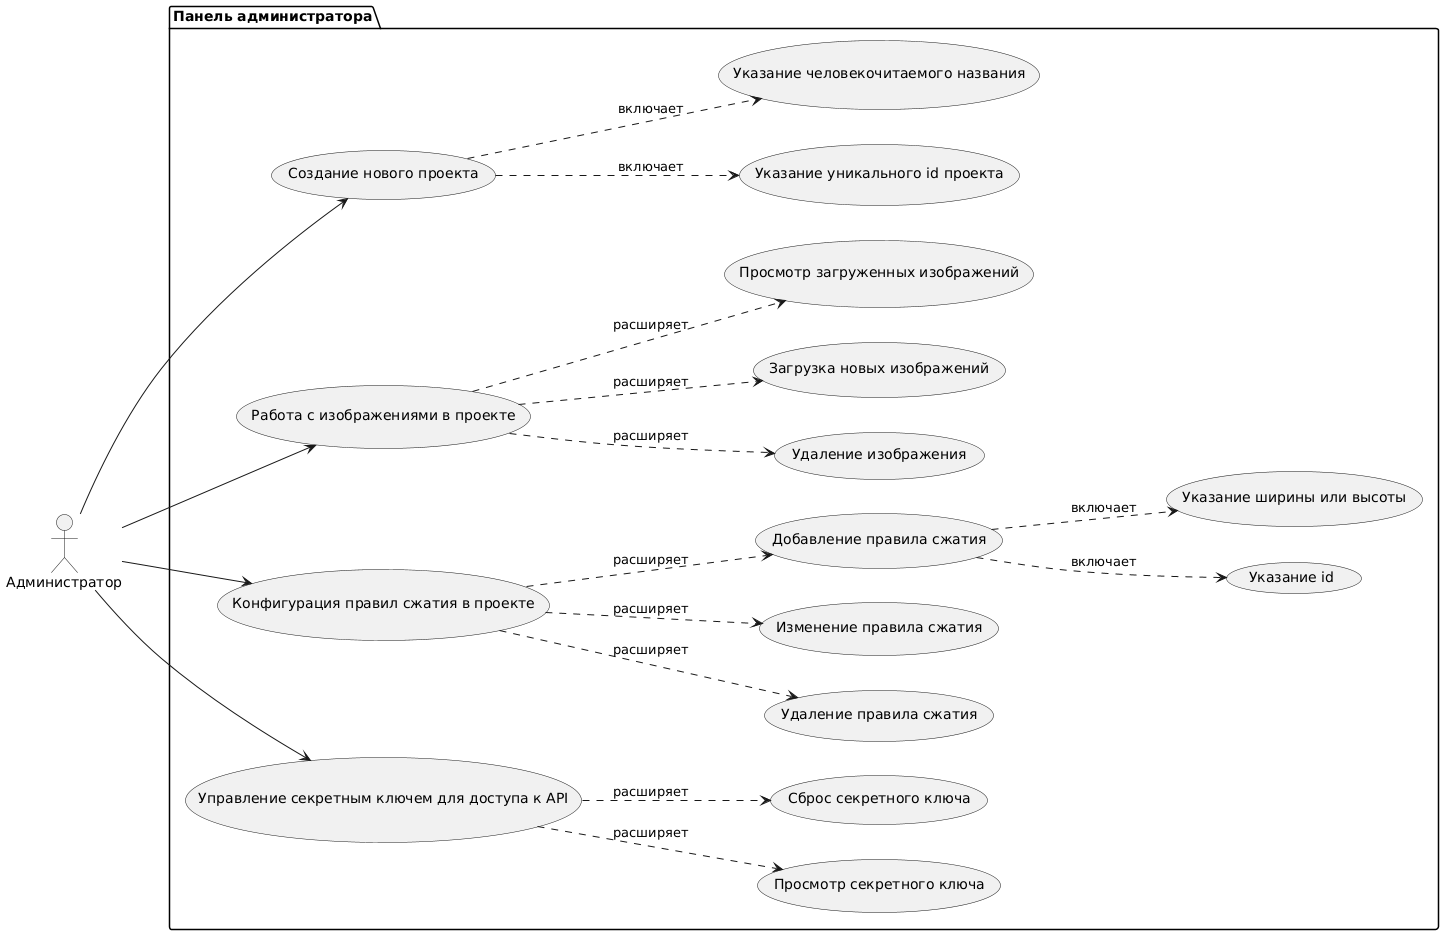 Панель администратора
Указание человекочитаемого названия
включает
Создание нового проекта
включает
Указание уникального id проекта
Просмотр загруженных изображений
расширяет
Загрузка новых изображений
расширяет
Работа с изображениями в проекте
расширяет
Удаление изображения
Указание ширины или высоты
включает
Добавление правила сжатия
расширяет
включает
Указание id
Администратор
Конфигурация правил сжатия в проекте
расширяет
Изменение правила сжатия
расширяет
Удаление правила сжатия
Управление секретным ключем для доступа к API
расширяет
Сброс секретного ключа
расширяет
Просмотр секретного ключа